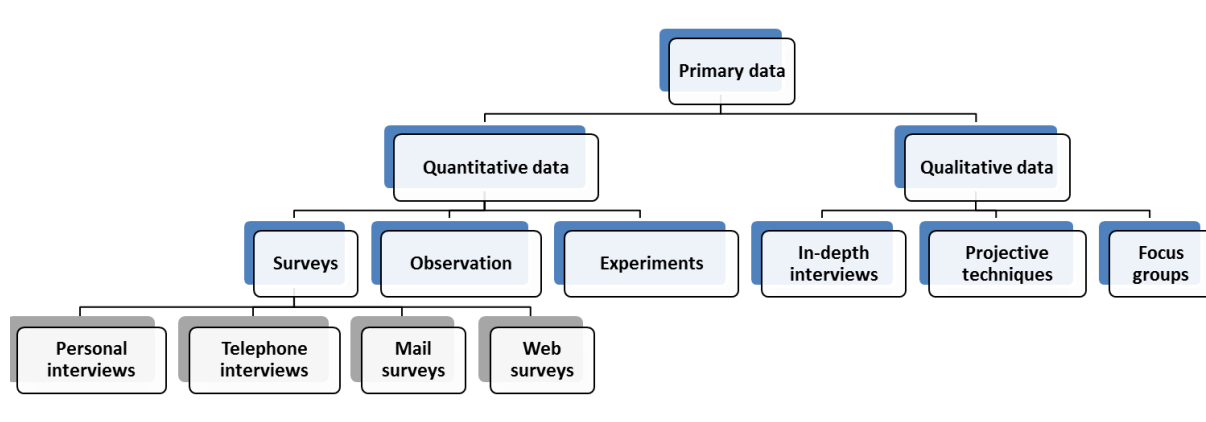 Primary data
Quantitative data
Qualitative data
Surveys
Observation
Experiments
In-depth
interviews
Projective
techniques
Focus
groups
Personal
interviews
Telephone
interviews
Mail
surveys
Web
surveys